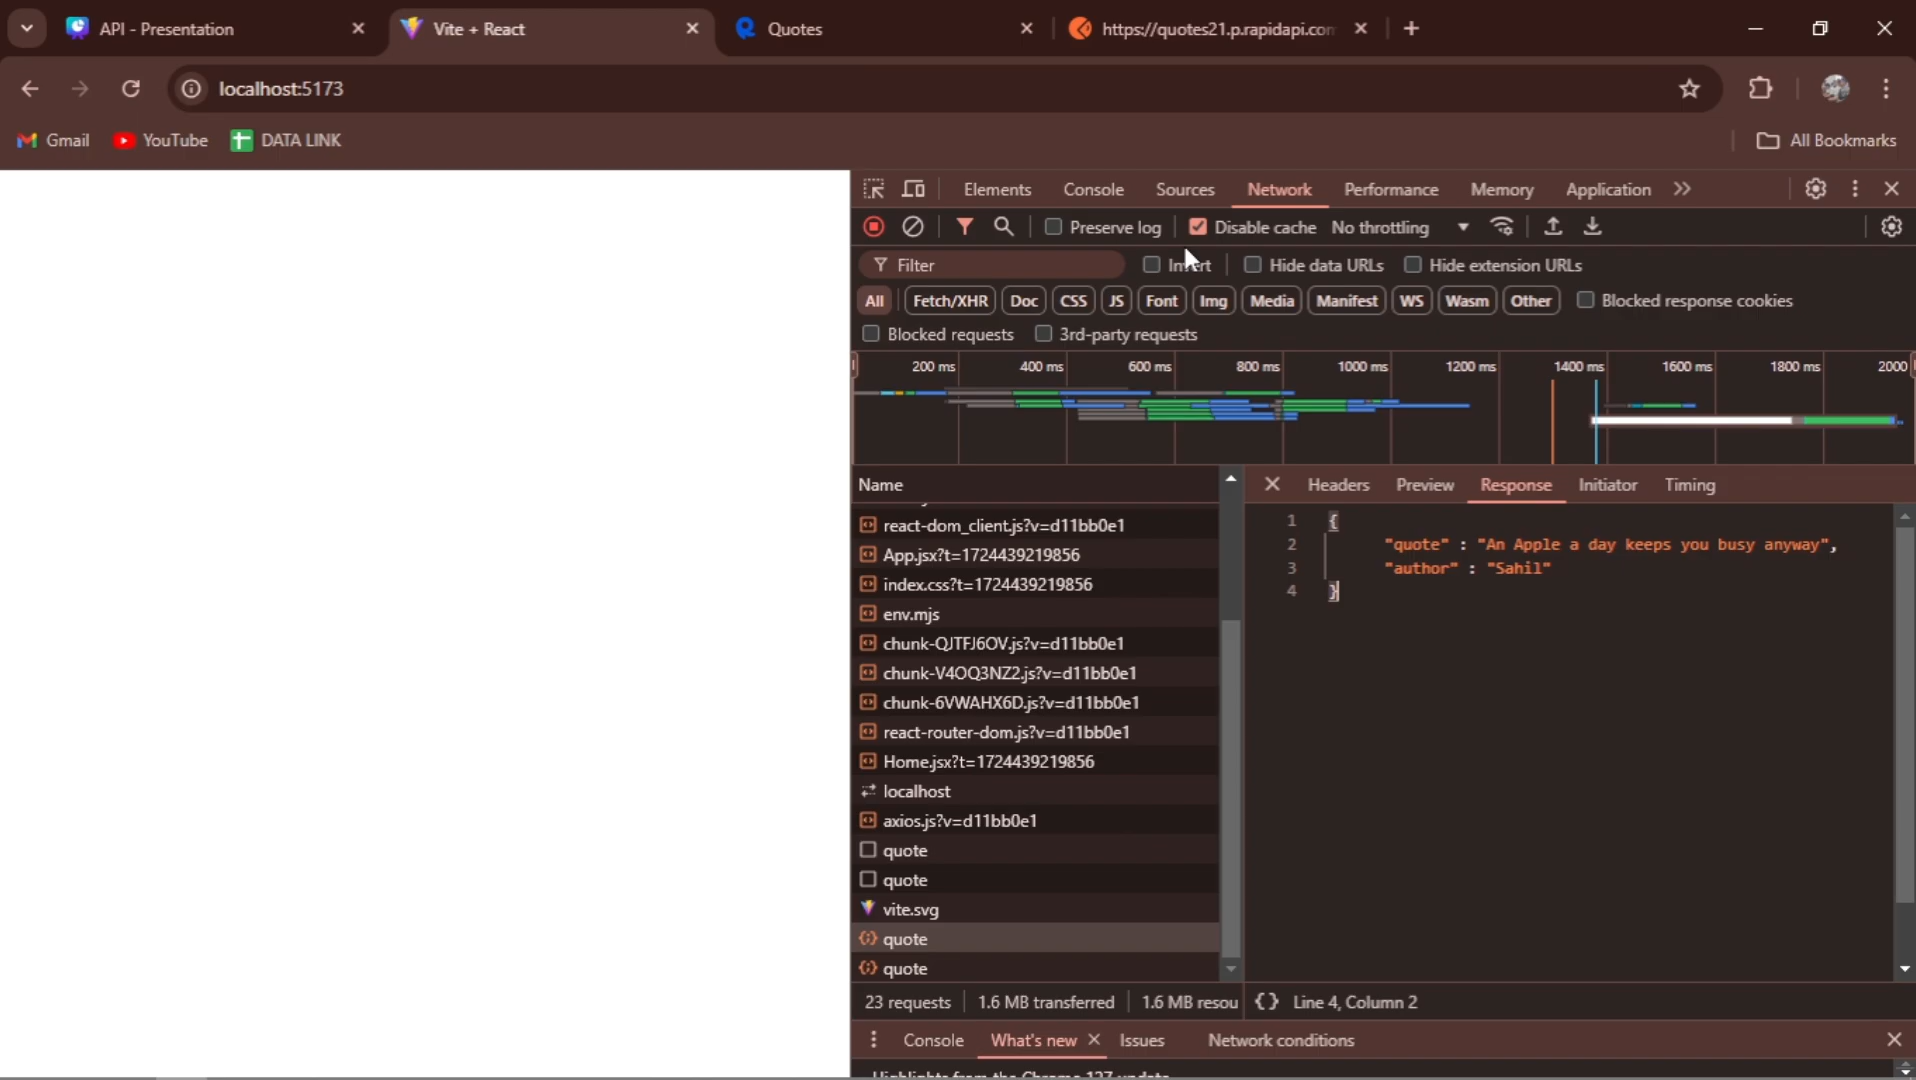 API - Presentation
Vite + React
Quotes
https://quotes21.p.rapidapi.com
localhost:5173
Gmail
YouTube
DATA LINK
All Bookmarks
Elements Console Sources Network Performance Memory Application
Preserve log Disable cache No throttling
Filter Invert Hide data URLs Hide extension URLs
All Fetch/XHR Doc CSS JS Font Img Media Manifest WS Wasm Other Blocked response cookies
Blocked requests 3rd-party requests
200 ms 400 ms 600 ms 800 ms 1000 ms 1200 ms 1400 ms 1600 ms 1800 ms 2000
Name
react-dom_client.js?v=d11bb0e1
App.jsx?t=1724439219856
index.css?t=1724439219856
env.mjs
chunk-QJTFJ6OV.js?v=d11bb0e1
chunk-V4OQ3NZ2.js?v=d11bb0e1
chunk-6VWAHX6D.js?v=d11bb0e1
react-router-dom.js?v=d11bb0e1
Home.jsx?t=1724439219856
localhost
axios.js?v=d11bb0e1
quote
quote
vite.svg
quote
quote
Headers Preview Response Initiator Timing
1 {
2 "quote" : "An Apple a day keeps you busy anyway",
3 "author" : "Sahil"
4 }
23 requests 1.6 MB transferred 1.6 MB resou
{} Line 4, Column 2
Console What's new Issues Network conditions
Highlights from the Chrome 127 update